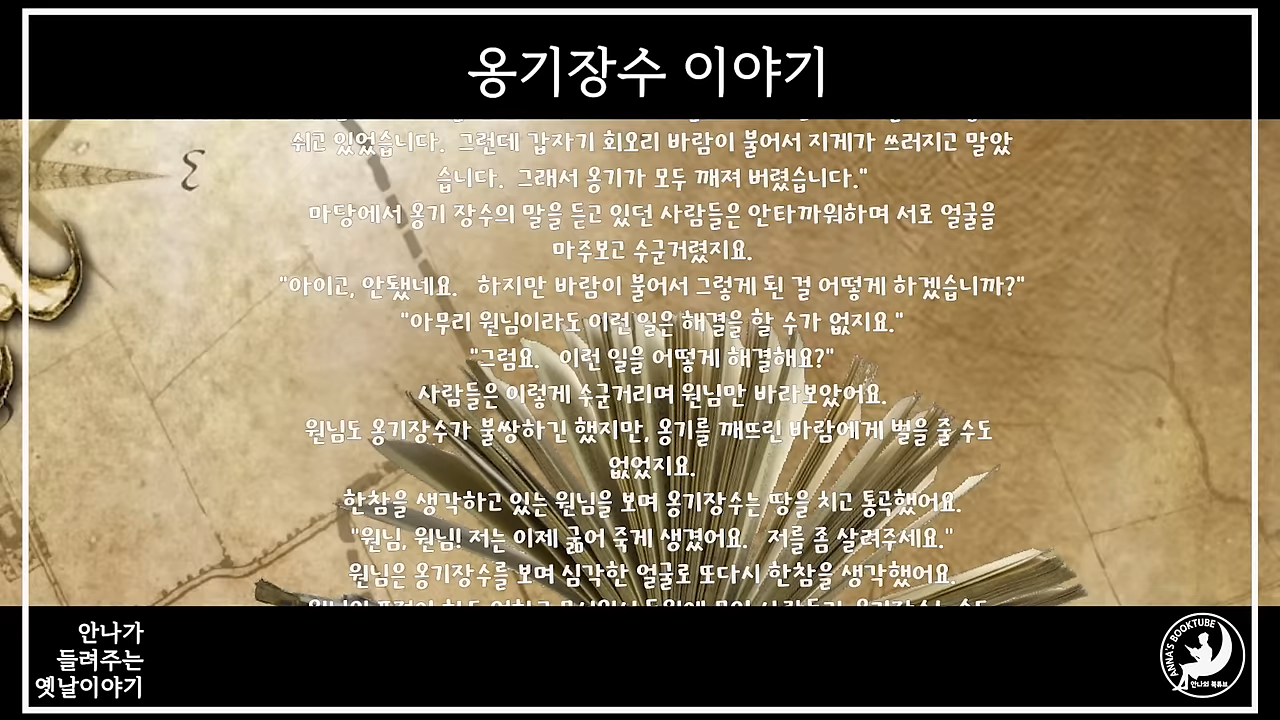 옹기장수 이야기
쉬고 있었습니다. 그런데 갑자기 회오리 바람이 불어서 지게가 쓰러지고 말았
습니다. 그래서 옹기가 모두 깨져 버렸습니다."
마당에서 옹기 장수의 말을 듣고 있던 사람들은 안타까워하며 서로 얼굴을
마주보고 수군거렸지요.
"아이고, 안됐네요. 하지만 바람이 불어서 그렇게 된 걸 어떻게 하겠습니까?"
"아무리 원님이라도 이런 일은 해결을 할 수가 없지요."
"그럼요. 이런 일을 어떻게 해결해요?"
사람들은 이렇게 수군거리며 원님만 바라보았어요.
원님도 옹기장수가 불쌍하긴 했지만, 옹기를 깨뜨린 바람에게 벌을 줄 수도
없었지요.
한참을 생각하고 있는 원님을 보며 옹기장수는 땅을 치고 통곡했어요.
"원님, 원님! 저는 이제 굶어 죽게 생겼어요. 저를 좀 살려주세요."
원님은 옹기장수를 보며 심각한 얼굴로 또다시 한참을 생각했어요.
안나가
들려주는
옛날이야기
ANNA'S BOOKTUBE
안나의 북튜브